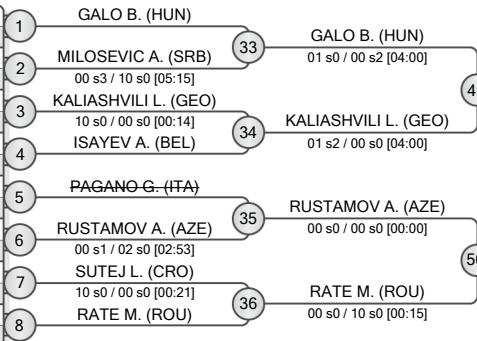 1
GALO B. (HUN)
33
GALO B. (HUN)
01 s0 / 00 s2 [04:00]
2
MILOSEVIC A. (SRB)
00 s3 / 10 s0 [05:15]
3
KALIASHVILI L. (GEO)
10 s0 / 00 s0 [00:14]
34
KALIASHVILI L. (GEO)
01 s2 / 00 s0 [04:00]
4
ISAYEV A. (BEL)
5
PAGANO G. (ITA)
35
RUSTAMOV A. (AZE)
00 s0 / 00 s0 [00:00]
6
RUSTAMOV A. (AZE)
00 s1 / 02 s0 [02:53]
7
SUTEJ L. (CRO)
10 s0 / 00 s0 [00:21]
36
RATE M. (ROU)
00 s0 / 10 s0 [00:15]
8
RATE M. (ROU)